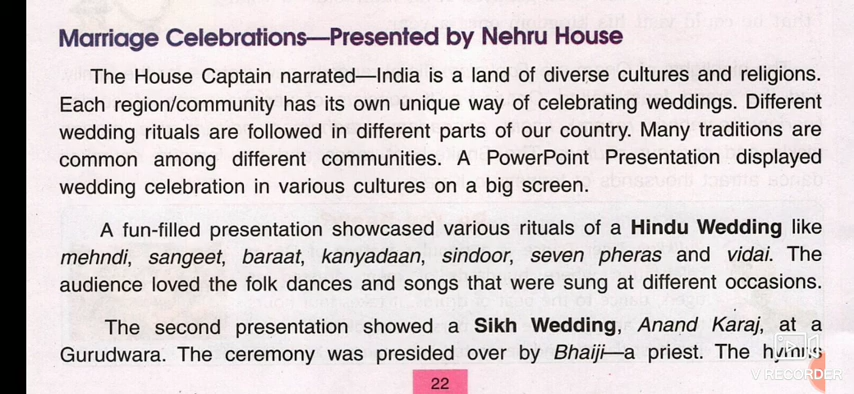 Marriage Celebrations—Presented by Nehru House
The House Captain narrated—India is a land of diverse cultures and religions.
Each region/community has its own unique way of celebrating weddings. Different
wedding rituals are followed in different parts of our country. Many traditions are
common among different communities. A PowerPoint Presentation displayed
wedding celebration in various cultures on a big screen.
A fun-filled presentation showcased various rituals of a Hindu Wedding like
mehndi, sangeet, baraat, kanyadaan, sindoor, seven pheras and vidai. The
audience loved the folk dances and songs that were sung at different occasions.
The second presentation showed a Sikh Wedding, Anand Karaj, at a
Gurudwara. The ceremony was presided over by Bhaiji—a priest. The hymns
22
V RECORDER